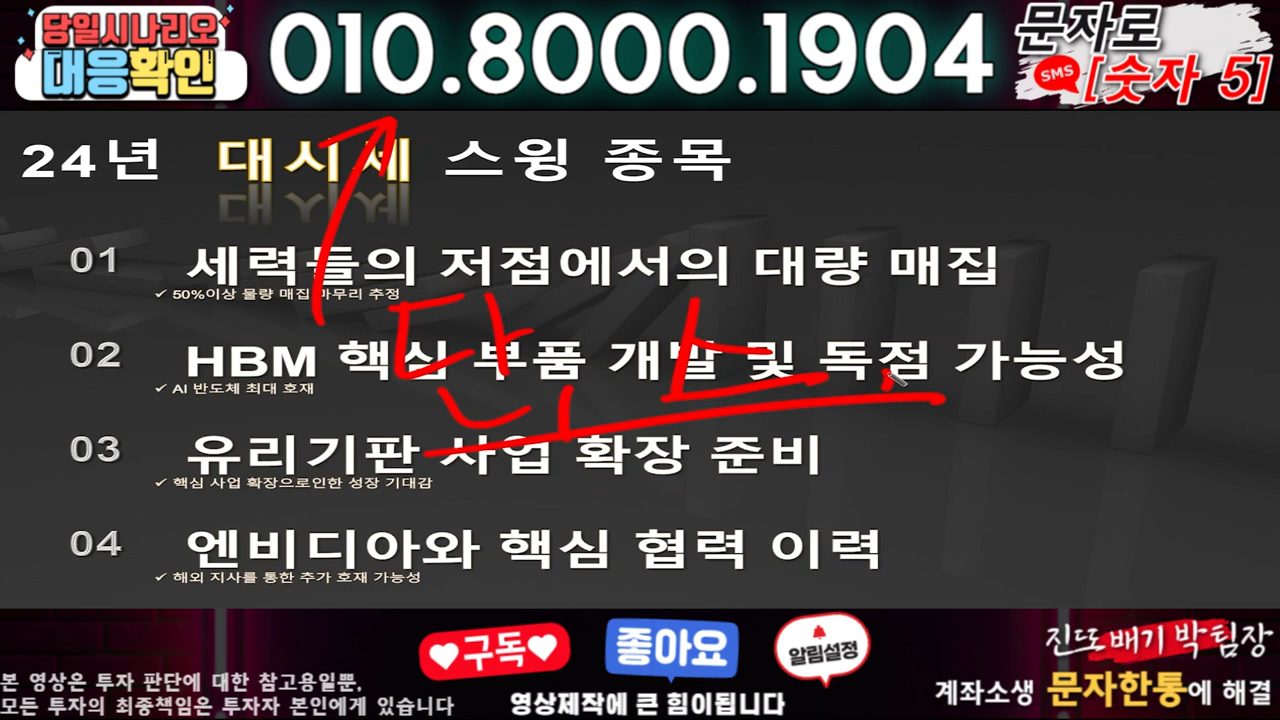 당일시나리오
대응확인
010.8000.1904
문자로
SMS [숫자 5]
24년 대시세 스윙 종목
01 세력들의 저점에서의 대량 매집
✓ 50%이상 물량 매집 마무리 추정
단, 스.
02 HBM 핵심 부품 개발 및 독점 가능성
✓ AI 반도체 최대 호재
03 유리기판 사업 확장 준비
✓ 핵심 사업 확장으로인한 성장 기대감
04 엔비디아와 핵심 협력 이력
✓ 해외 지사를 통한 추가 호재 가능성
구독
좋아요
알림설정
진또배기 박팀장
본 영상은 투자 판단에 대한 참고용일뿐,
모든 투자의 최종책임은 투자자 본인에게 있습니다
영상제작에 큰 힘이됩니다
계좌소생 문자한통에 해결